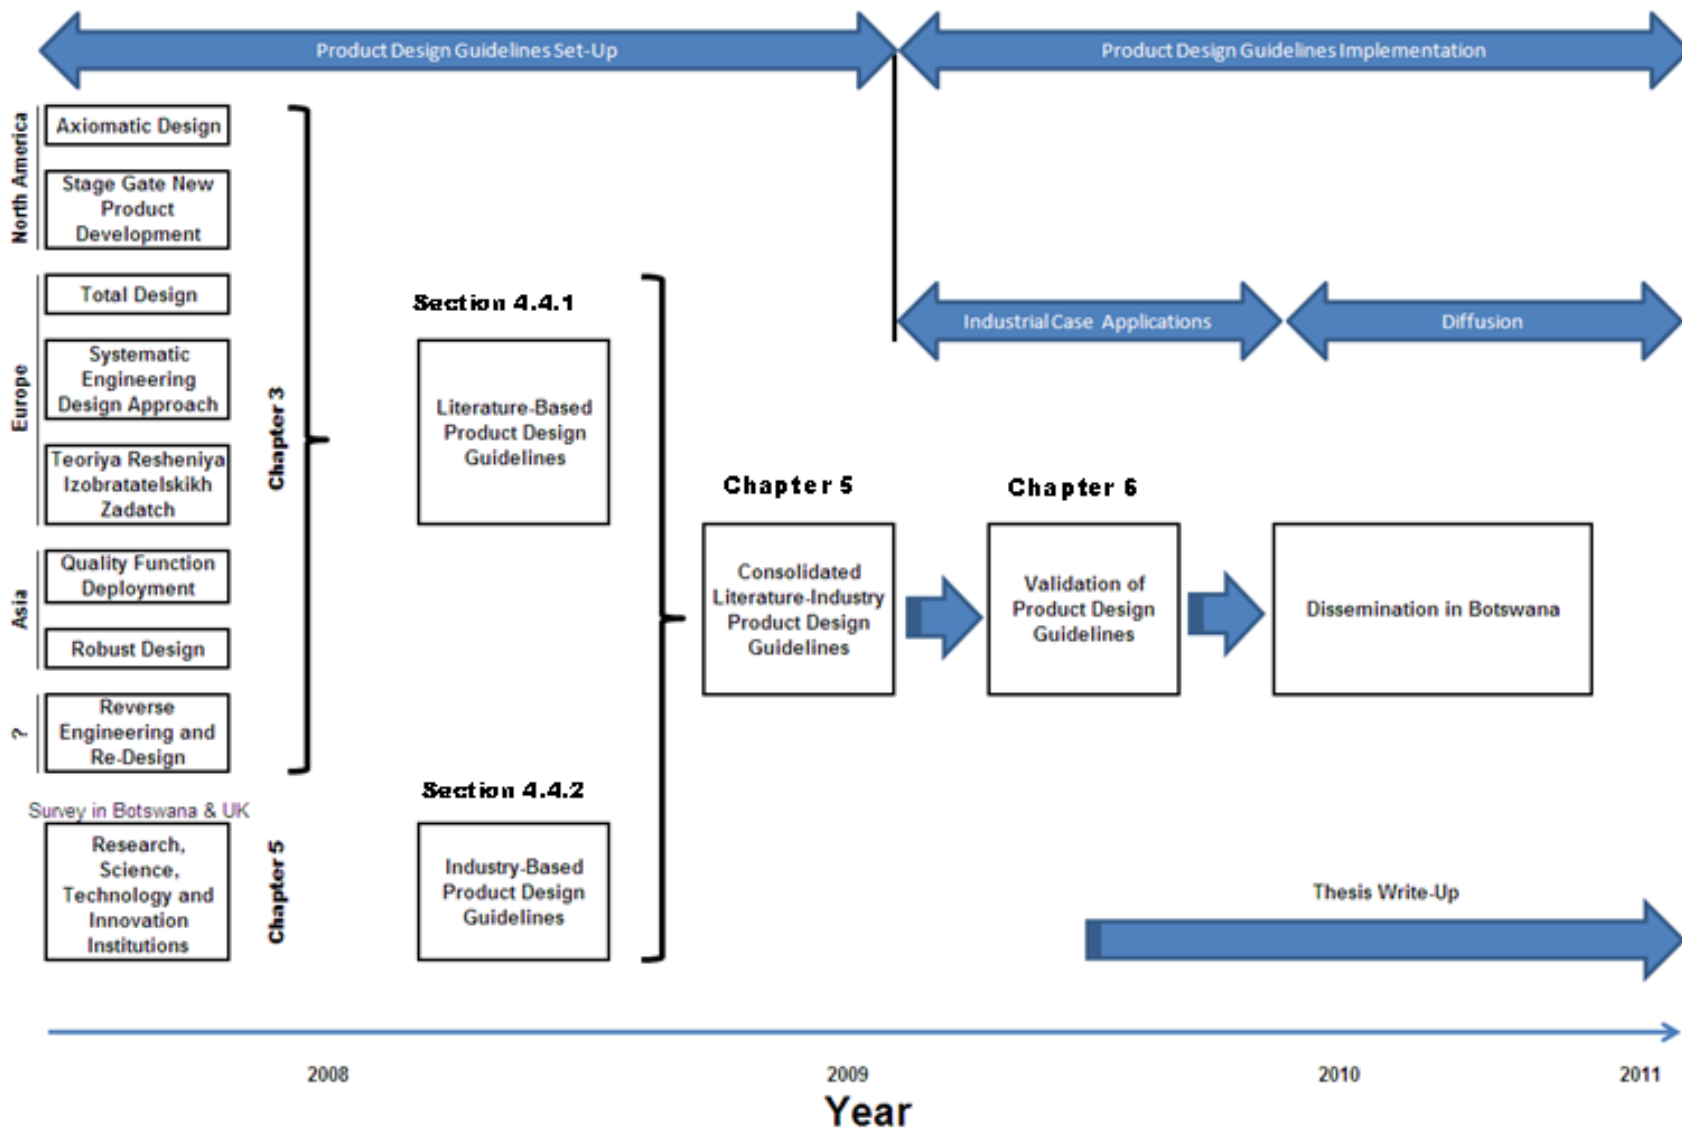 Product Design Guidelines Set-Up
Product Design Guidelines Implementation
North America
Axiomatic Design
Stage Gate New
Product
Development
Europe
Total Design
Systematic
Engineering
Design Approach
Teoriya Resheniya
Izobratatelskikh
Zadatch
Asia
Quality Function
Deployment
Robust Design
?
Reverse
Engineering and
Re-Design
Chapter 3
Survey in Botswana & UK
Research,
Science,
Technology and
Innovation
Institutions
Chapter 5
Section 4.4.1
Literature-Based
Product Design
Guidelines
Section 4.4.2
Industry-Based
Product Design
Guidelines
Industrial Case Applications
Diffusion
Chapter 5
Consolidated
Literature-Industry
Product Design
Guidelines
Chapter 6
Validation of
Product Design
Guidelines
Dissemination in Botswana
Thesis Write-Up
2008
2009
2010
2011
Year